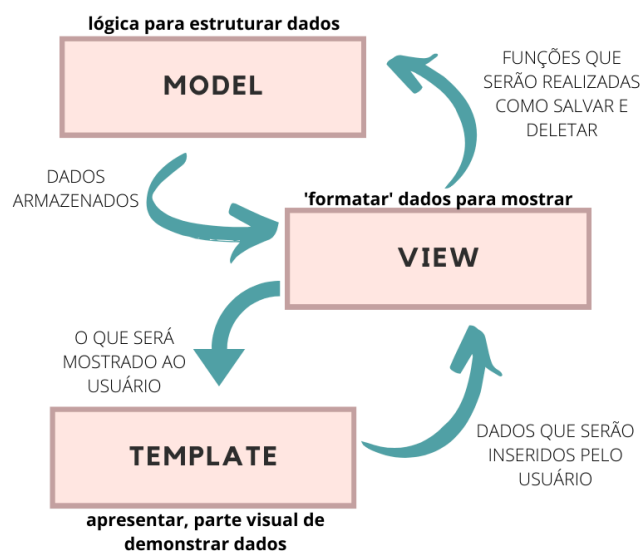 lógica para estruturar dados
MODEL
FUNÇÕES QUE
SERÃO REALIZADAS
COMO SALVAR E
DELETAR
DADOS
ARMAZENADOS
'formatar' dados para mostrar
VIEW
O QUE SERÁ
MOSTRADO AO
USUÁRIO
TEMPLATE
DADOS QUE SERÃO
INSERIDOS PELO
USUÁRIO
apresentar, parte visual de
demonstrar dados